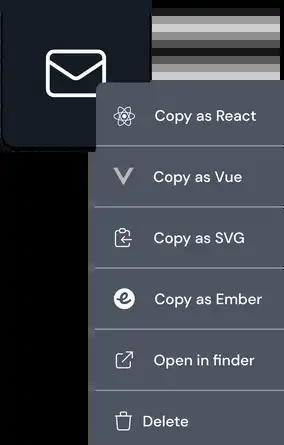 Copy as React
Copy as Vue
Copy as SVG
Copy as Ember
Open in finder
Delete